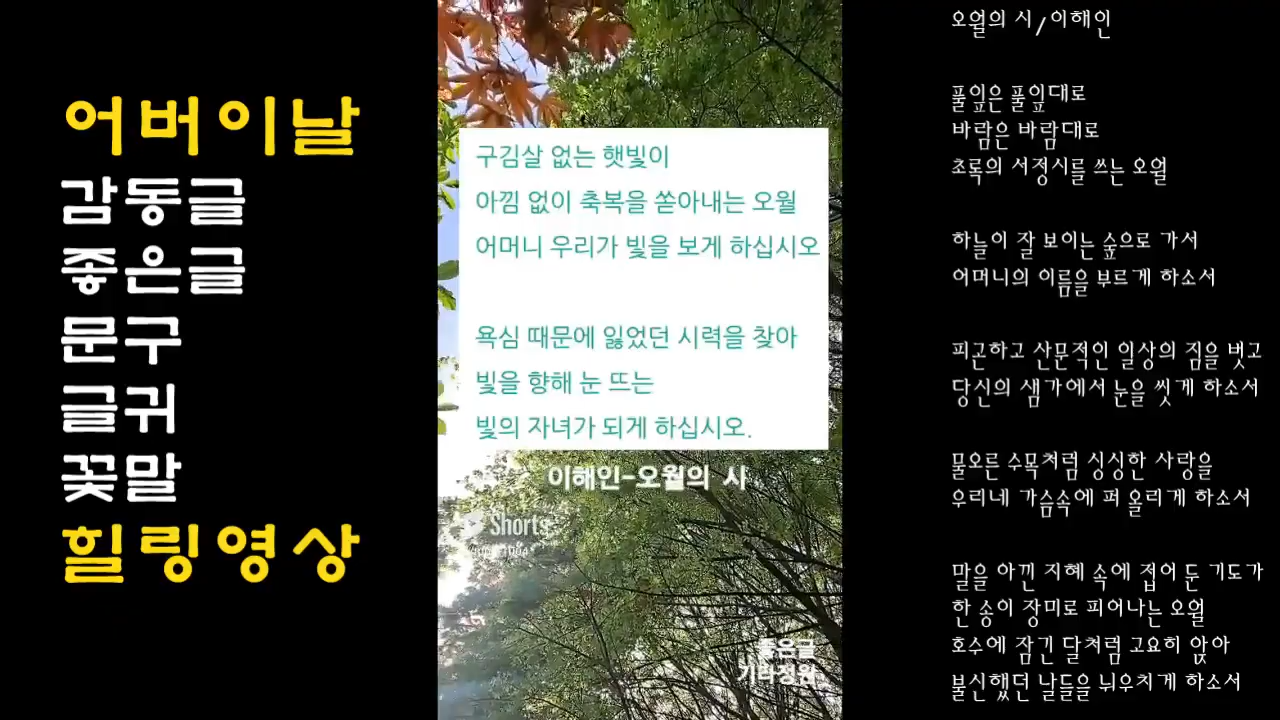 어버이날
감동글
좋은글
문구
글귀
꽃말
힐링영상
구김살 없는 햇빛이
아낌 없이 축복을 쏟아내는 오월
어머니 우리가 빛을 보게 하십시오
욕심 때문에 잃었던 시력을 찾아
빛을 향해 눈 뜨는
빛의 자녀가 되게 하십시오.
이해인-오월의 시
Shorts
좋은글
기라정원
오월의 시/이해인
풀잎은 풀잎대로
바람은 바람대로
초록의 서정시를 쓰는 오월
하늘이 잘 보이는 숲으로 가서
어머니의 이름을 부르게 하소서
피곤하고 산문적인 일상의 짐을 벗고
당신의 샘가에서 눈을 씻게 하소서
물오른 수목처럼 싱싱한 사랑을
우리네 가슴속에 퍼 올리게 하소서
말을 아낀 지혜 속에 접어 둔 기도가
한 송이 장미로 피어나는 오월
호수에 잠긴 달처럼 고요히 앉아
불신했던 날들을 뉘우치게 하소서